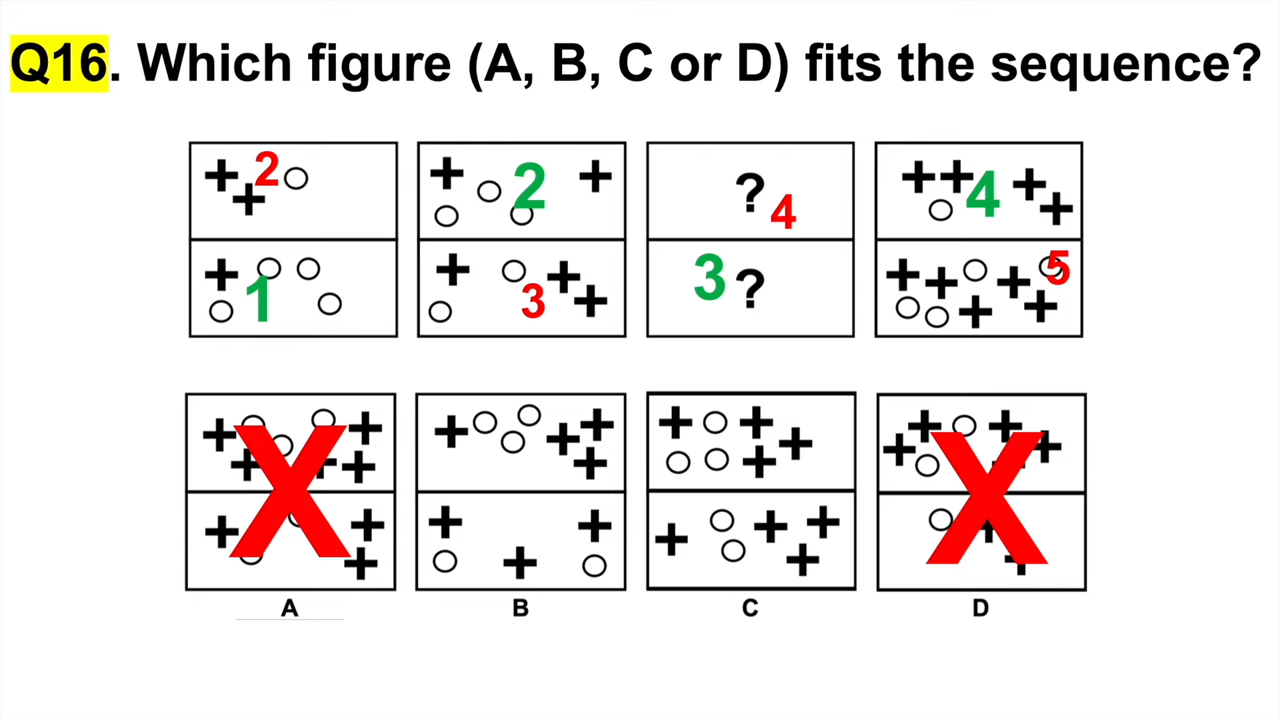 Q16. Which figure (A, B, C or D) fits the sequence?
2 2 ? 4 4
1 3 3 ? 5
X X
A B C D